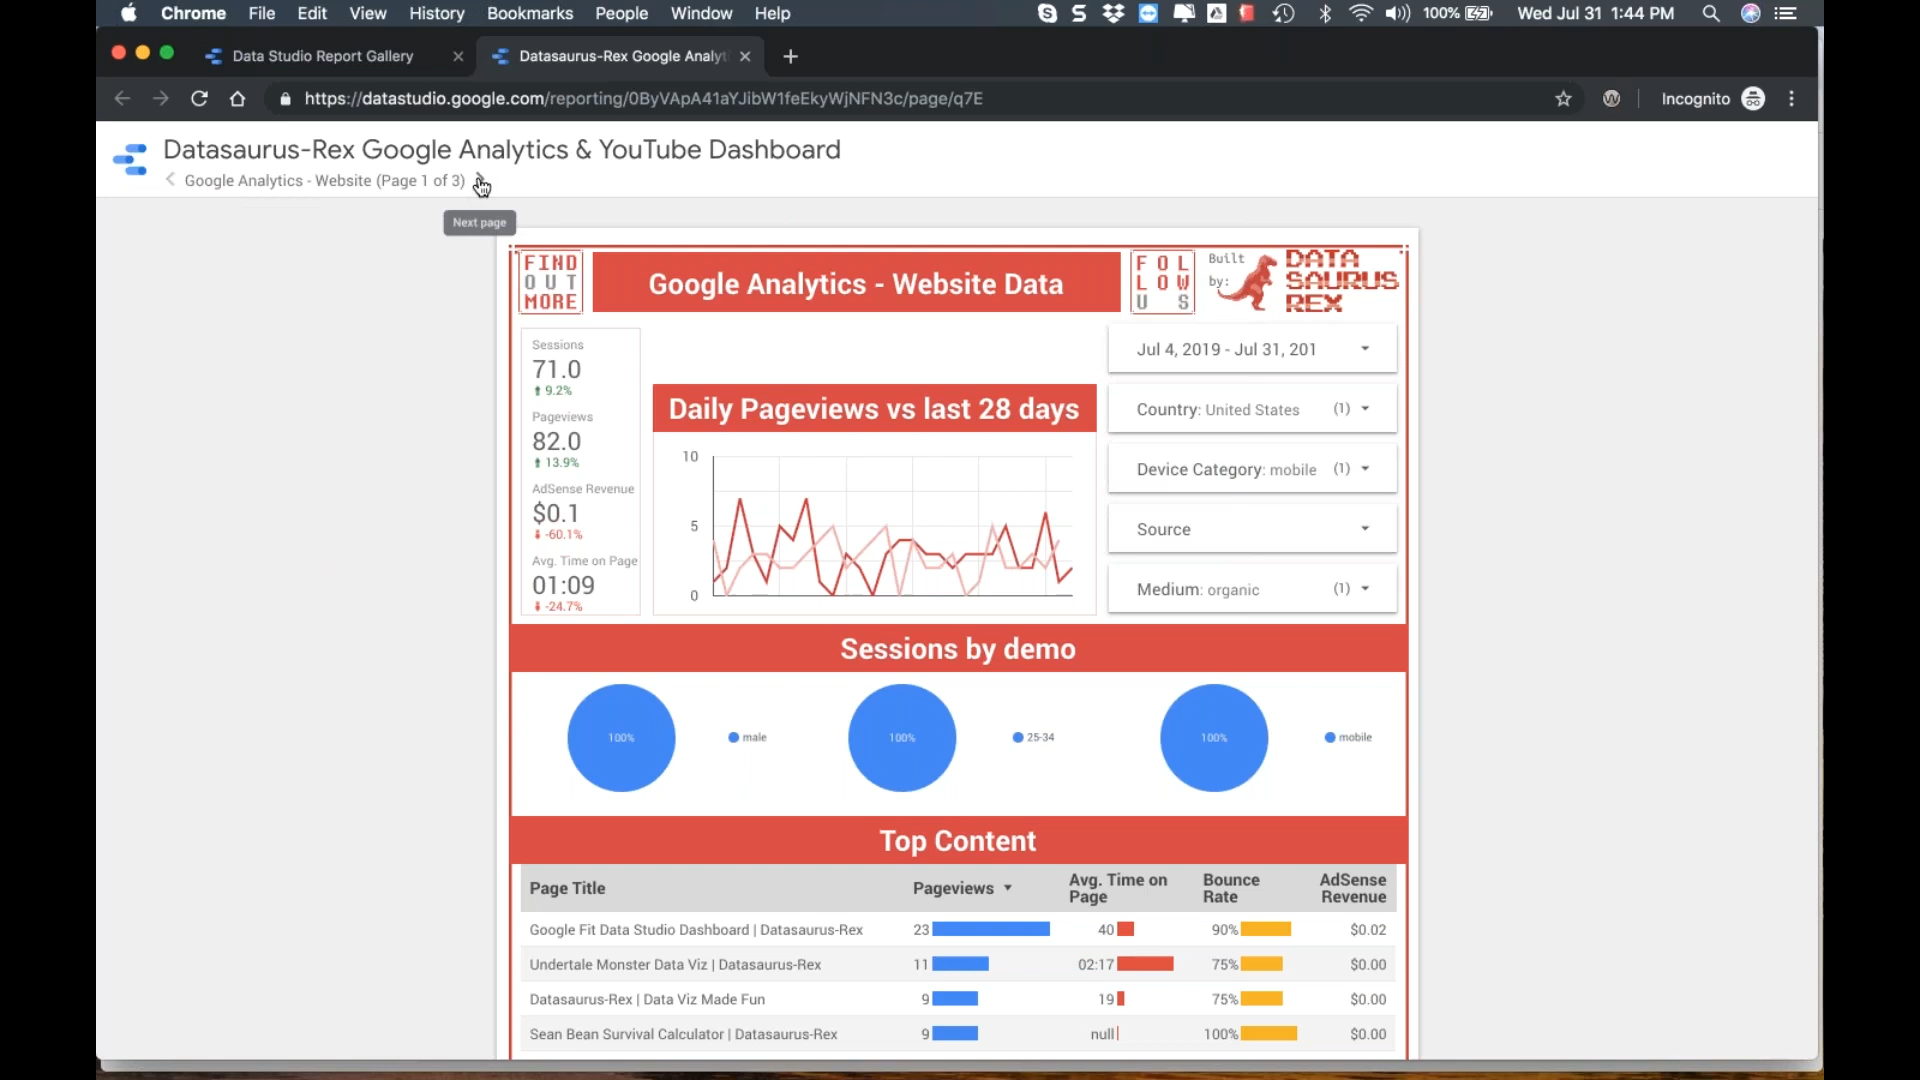 Chrome File Edit View History Bookmarks People Window Help 100% Wed Jul 31 1:44 PM
Data Studio Report Gallery
Datasaurus-Rex Google Analyt
https://datastudio.google.com/reporting/0ByVApA41aYJibW1feEkyWjNFN3c/page/q7E
Incognito
Datasaurus-Rex Google Analytics & YouTube Dashboard
Google Analytics - Website (Page 1 of 3)
Next page
FIND
OUT
MORE
Google Analytics - Website Data
FOL
LOW
US
Built
by:
DATA
SAURUS
REX
Sessions
71.0
9.2%
Pageviews
82.0
13.9%
AdSense Revenue
$0.1
-60.1%
Avg. Time on Page
01:09
-24.7%
Daily Pageviews vs last 28 days
10
5
0
Jul 4, 2019 - Jul 31, 201
Country: United States (1)
Device Category: mobile (1)
Source
Medium: organic (1)
Sessions by demo
100% male
100% 25-34
100% mobile
Top Content
Page Title Pageviews Avg. Time on Page Bounce Rate AdSense Revenue
Google Fit Data Studio Dashboard | Datasaurus-Rex 23 40 90% $0.02
Undertale Monster Data Viz | Datasaurus-Rex 11 02:17 75% $0.00
Datasaurus-Rex | Data Viz Made Fun 9 19 75% $0.00
Sean Bean Survival Calculator | Datasaurus-Rex 9 null 100% $0.00